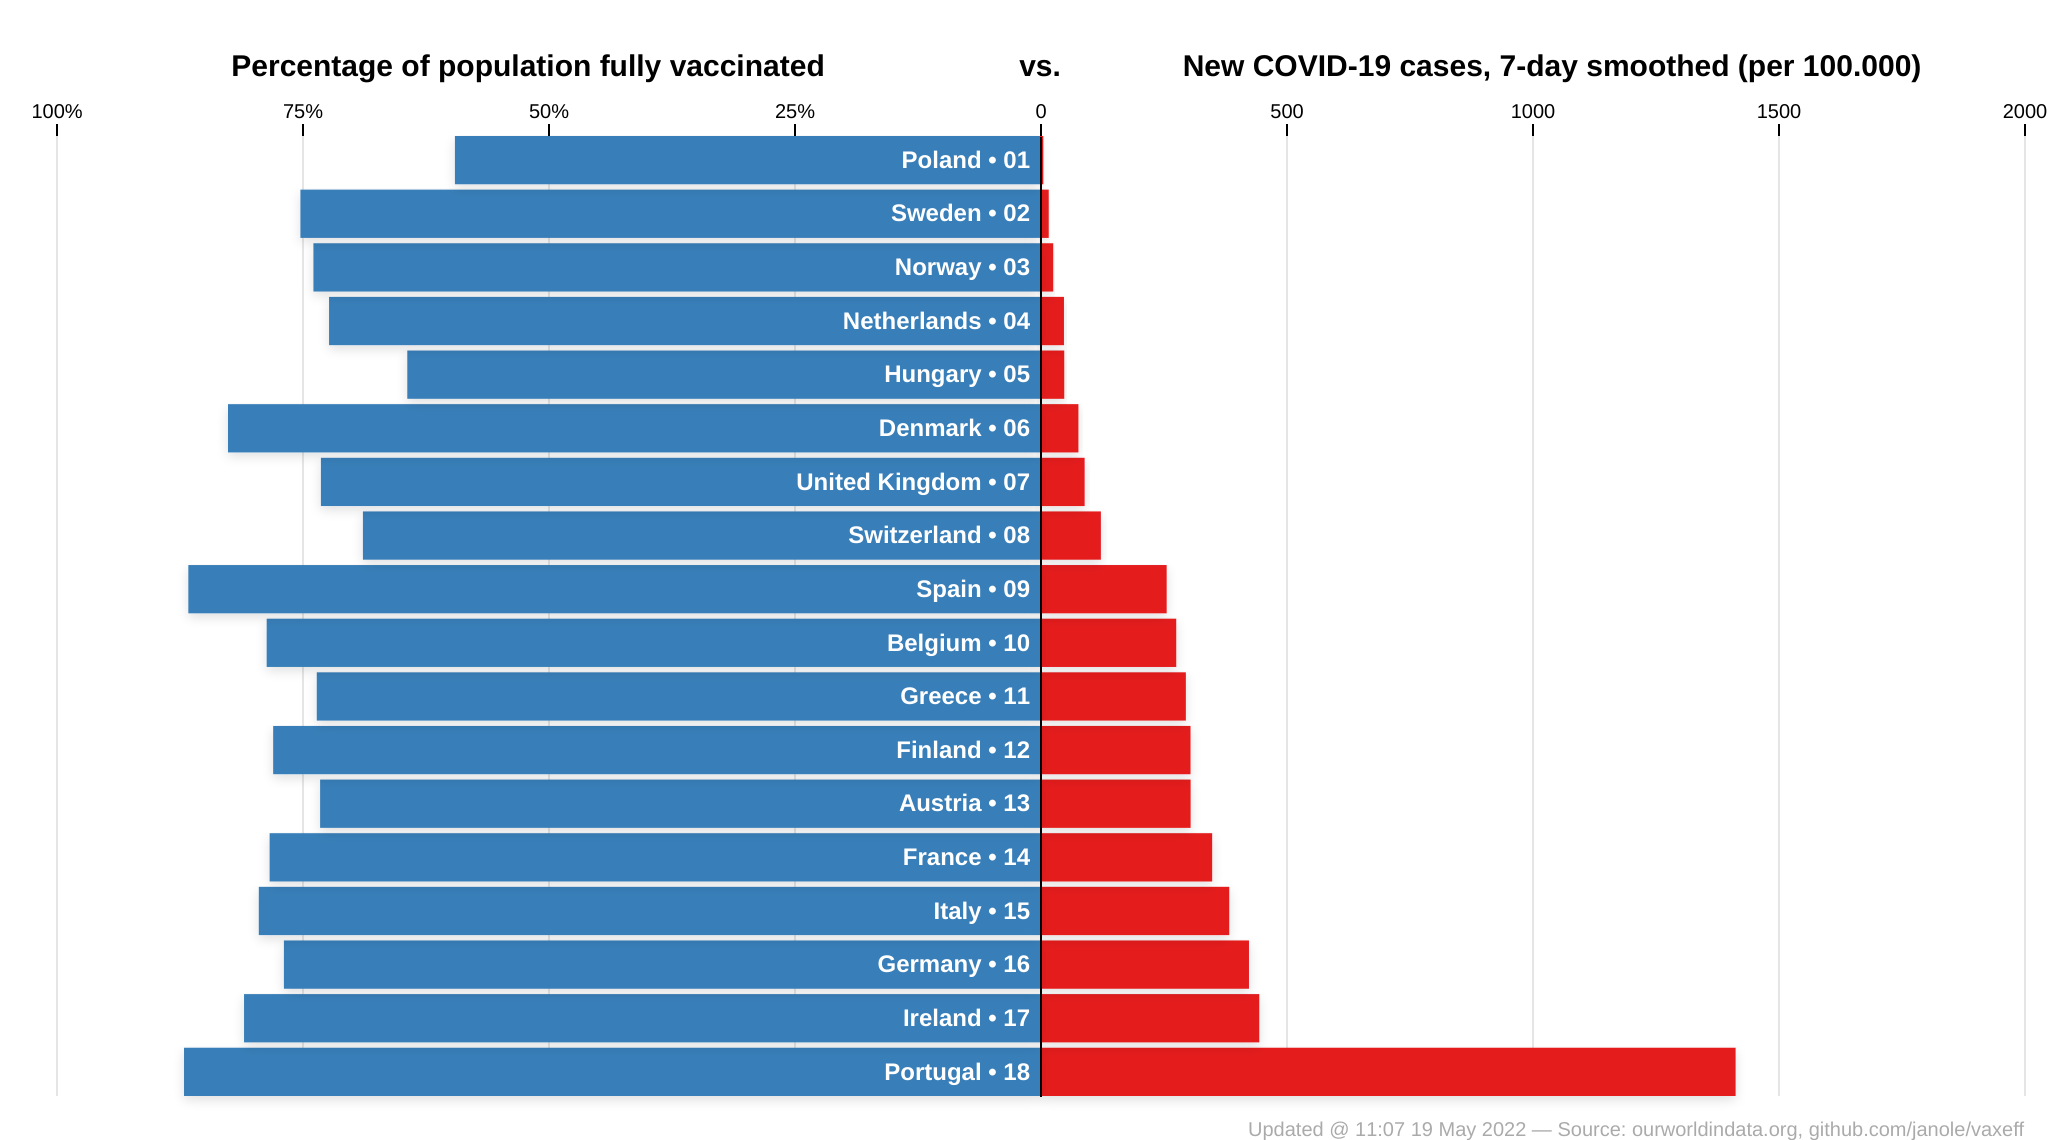 Percentage of population fully vaccinated vs. New COVID-19 cases, 7-day smoothed (per 100.000)
100% 75% 50% 25% 0 500 1000 1500 2000
Poland • 01
Sweden • 02
Norway • 03
Netherlands • 04
Hungary • 05
Denmark • 06
United Kingdom • 07
Switzerland • 08
Spain • 09
Belgium • 10
Greece • 11
Finland • 12
Austria • 13
France • 14
Italy • 15
Germany • 16
Ireland • 17
Portugal • 18
Updated @ 11:07 19 May 2022 — Source: ourworldindata.org, github.com/janole/vaxeff